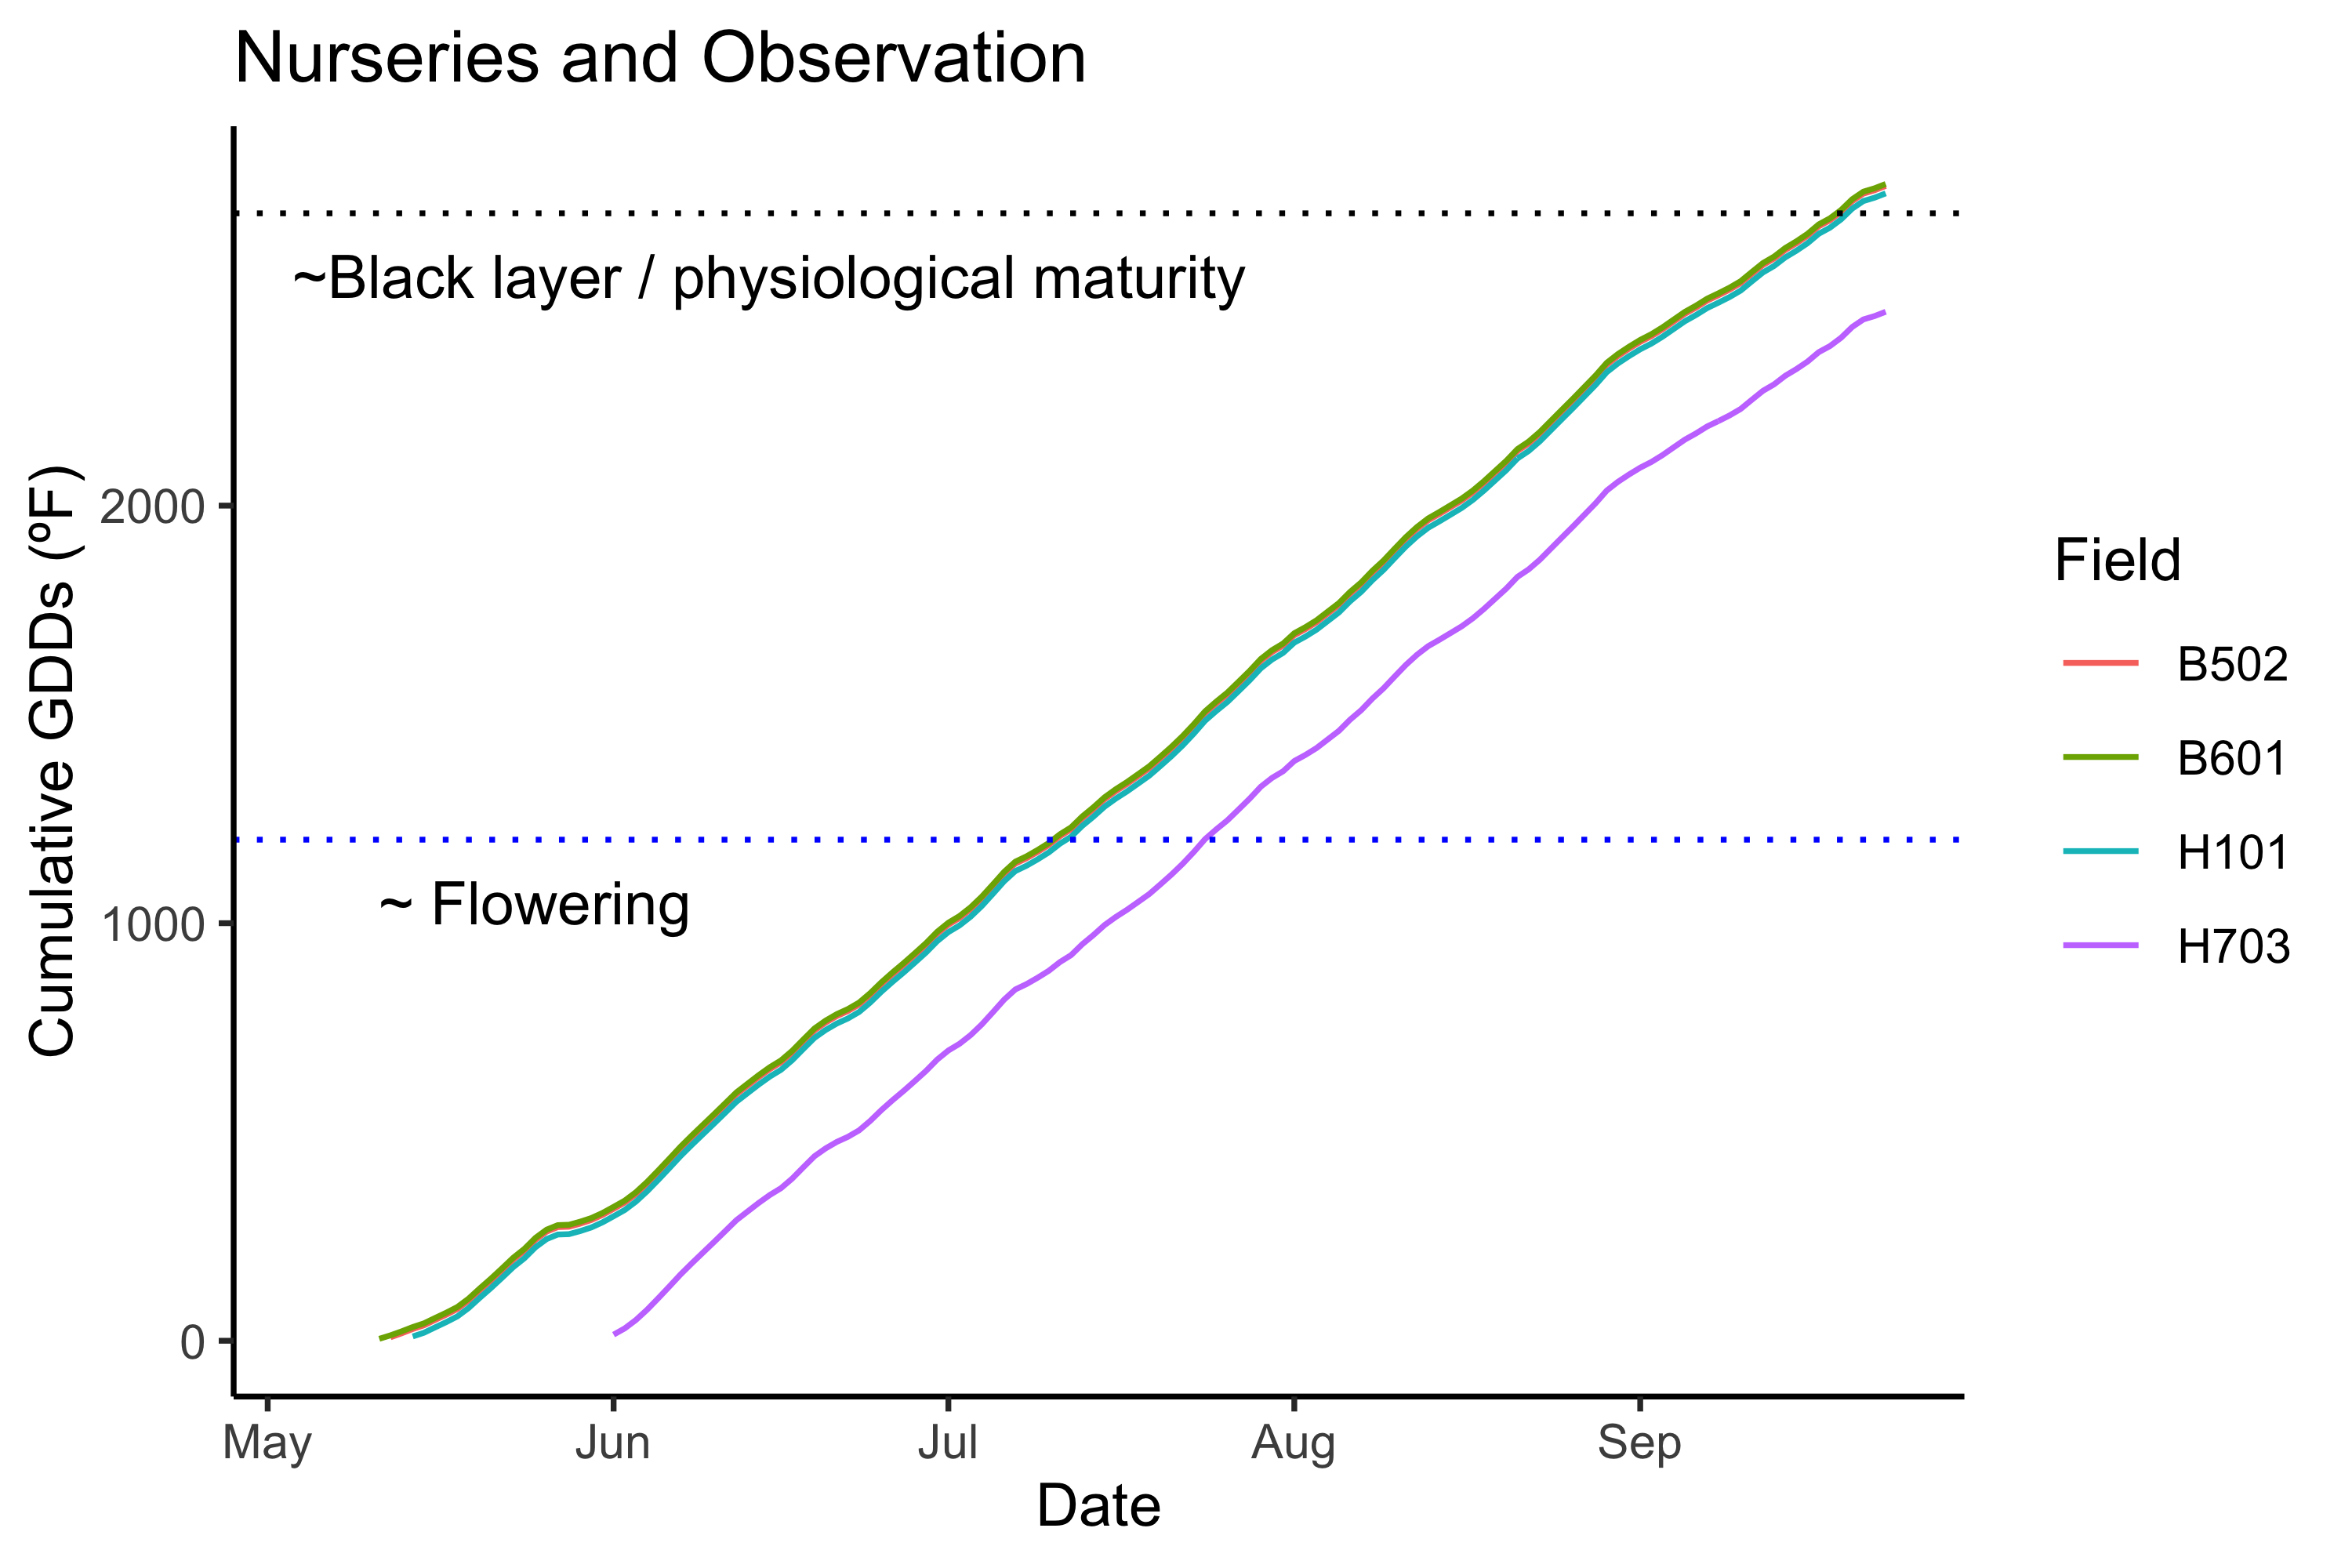 Nurseries and Observation
~Black layer / physiological maturity
~ Flowering
Cumulative GDDs (ºF)
2000
1000
0
May
Jun
Jul
Aug
Sep
Date
Field
B502
B601
H101
H703